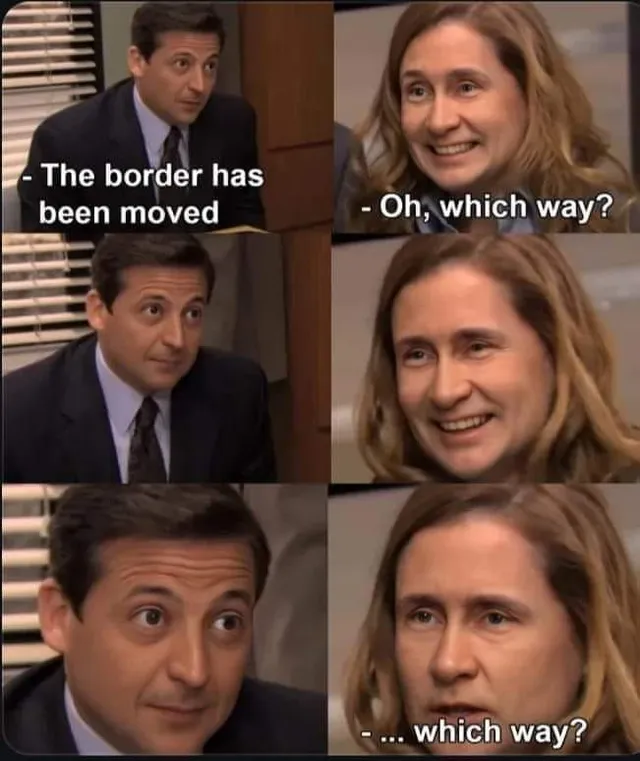 - The border has
been moved
- Oh, which way?
- ... which way?